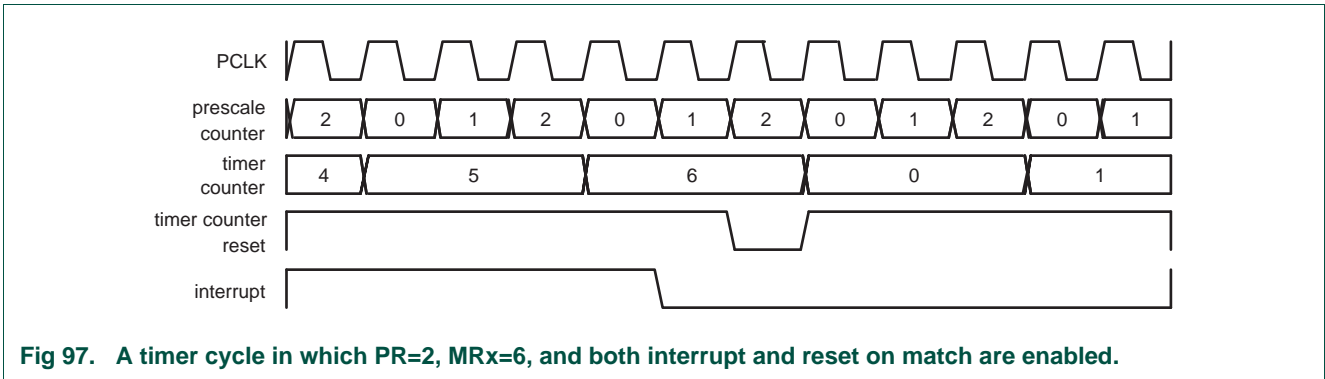 PCLK
prescale
counter
2 0 1 2 0 1 2 0 1 2 0 1
timer
counter
4 5 6 0 1
timer counter
reset
interrupt
Fig 97. A timer cycle in which PR=2, MRx=6, and both interrupt and reset on match are enabled.